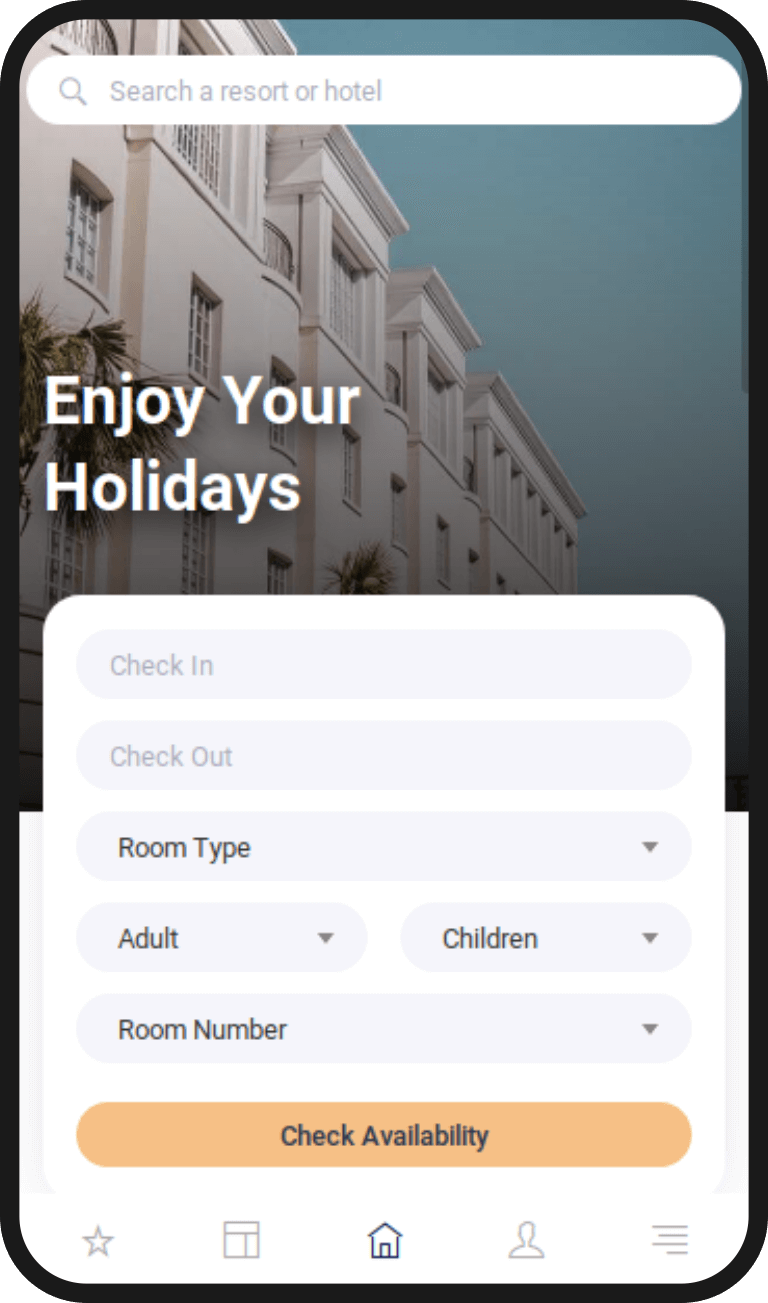 Search a resort or hotel
Enjoy Your
Holidays
Check In
Check Out
Room Type
Adult
Children
Room Number
Check Availability